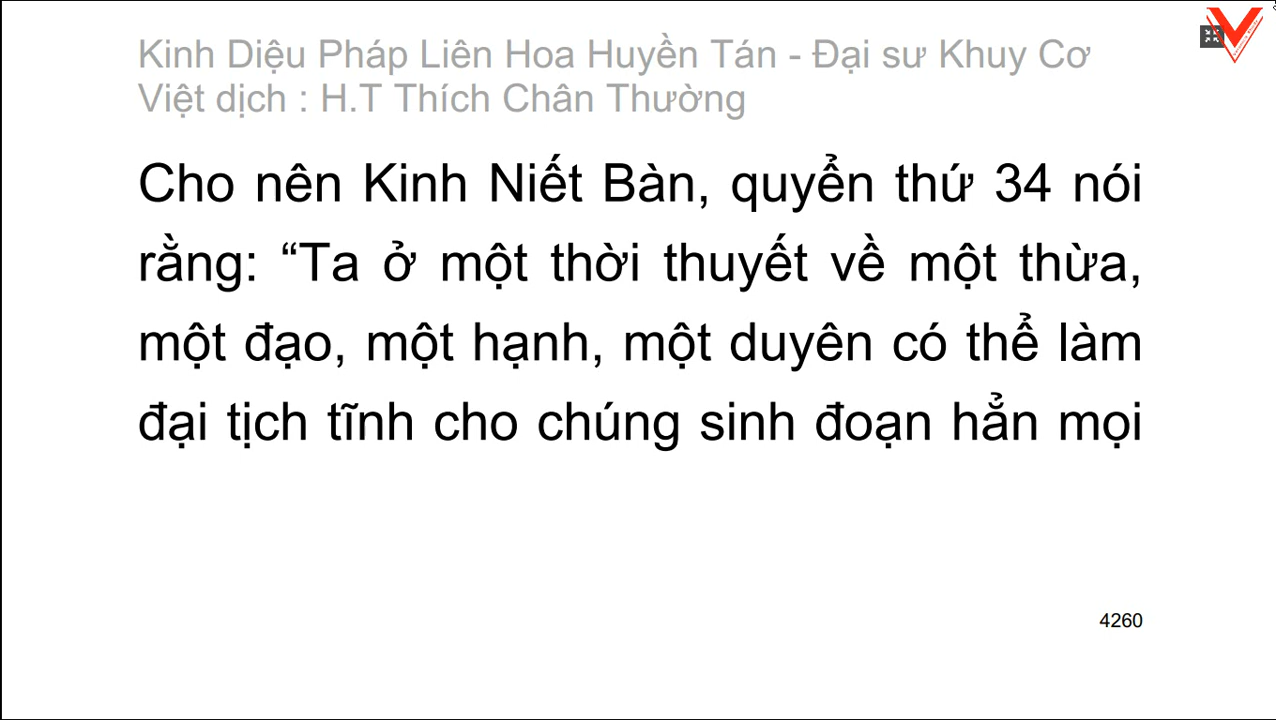 Kinh Diệu Pháp Liên Hoa Huyền Tán - Đại sư Khuy Cơ
Việt dịch : H.T Thích Chân Thường
Cho nên Kinh Niết Bàn, quyển thứ 34 nói
rằng: “Ta ở một thời thuyết về một thừa,
một đạo, một hạnh, một duyên có thể làm
đại tịch tĩnh cho chúng sinh đoạn hẳn mọi
4260